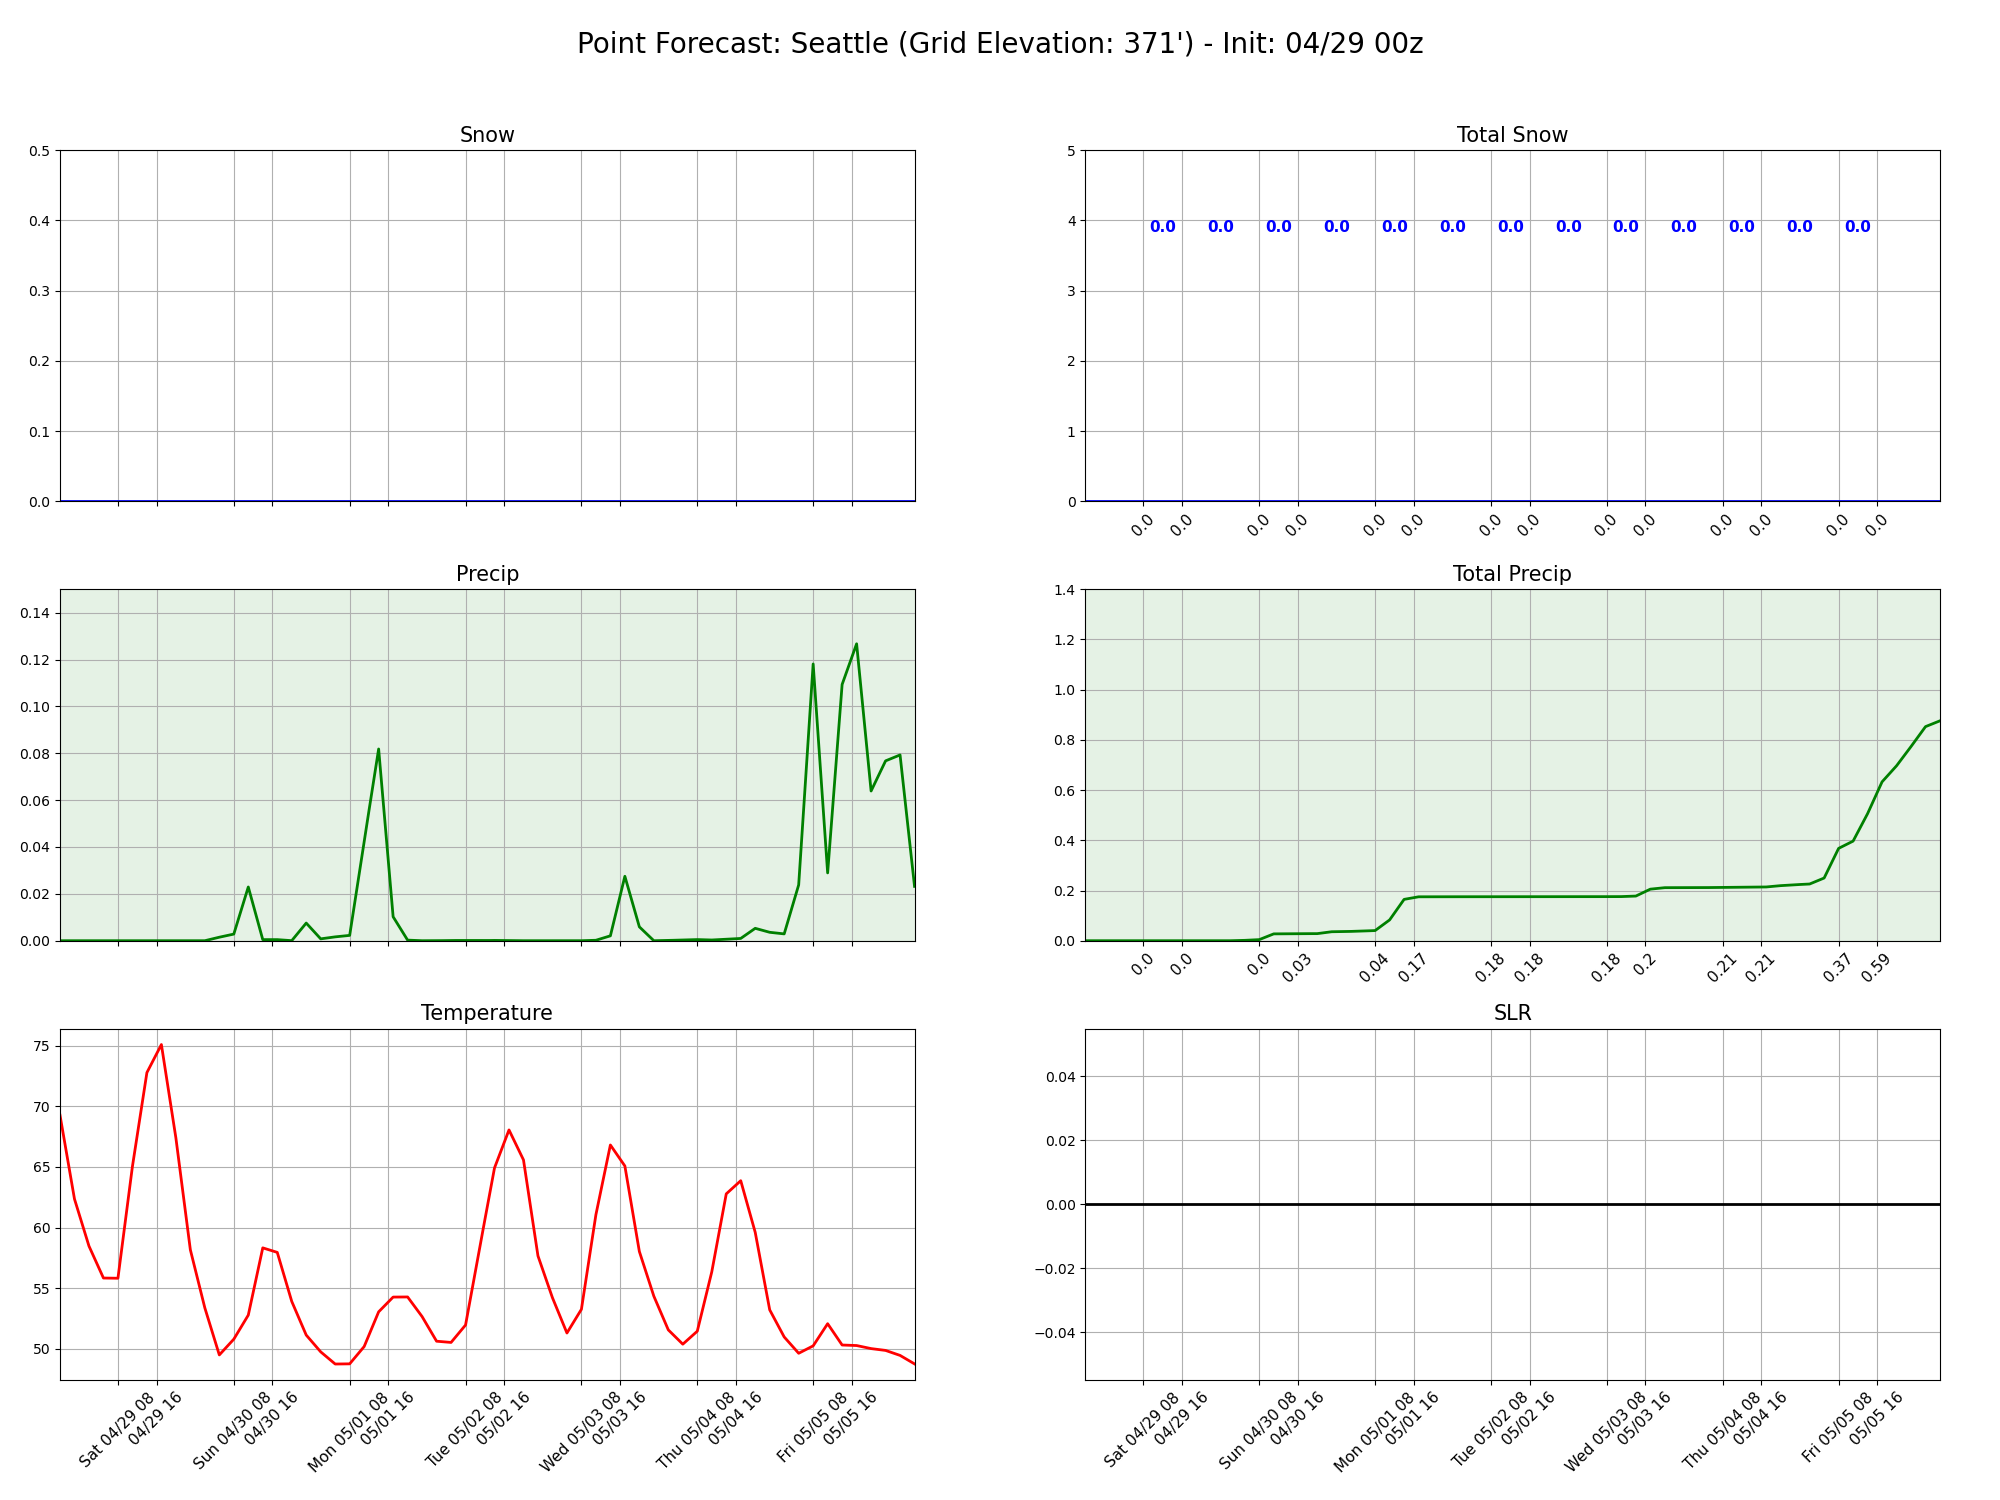 Point Forecast: Seattle (Grid Elevation: 371') - Init: 04/29 00z
Snow
0.5
0.4
0.3
0.2
0.1
0.0
Total Snow
5
4
3
2
1
0
0.0 0.0 0.0 0.0 0.0 0.0 0.0 0.0 0.0 0.0 0.0 0.0 0.0
0.0 0.0 0.0 0.0 0.0 0.0 0.0 0.0 0.0 0.0 0.0 0.0 0.0 0.0
Precip
0.14
0.12
0.10
0.08
0.06
0.04
0.02
0.00
Total Precip
1.4
1.2
1.0
0.8
0.6
0.4
0.2
0.0
0.0 0.0 0.0 0.03 0.04 0.17 0.18 0.18 0.18 0.2 0.21 0.21 0.37 0.59
Temperature
75
70
65
60
55
50
Sat 04/29 08
04/29 16
Sun 04/30 08
04/30 16
Mon 05/01 08
05/01 16
Tue 05/02 08
05/02 16
Wed 05/03 08
05/03 16
Thu 05/04 08
05/04 16
Fri 05/05 08
05/05 16
SLR
0.04
0.02
0.00
−0.02
−0.04
Sat 04/29 08
04/29 16
Sun 04/30 08
04/30 16
Mon 05/01 08
05/01 16
Tue 05/02 08
05/02 16
Wed 05/03 08
05/03 16
Thu 05/04 08
05/04 16
Fri 05/05 08
05/05 16